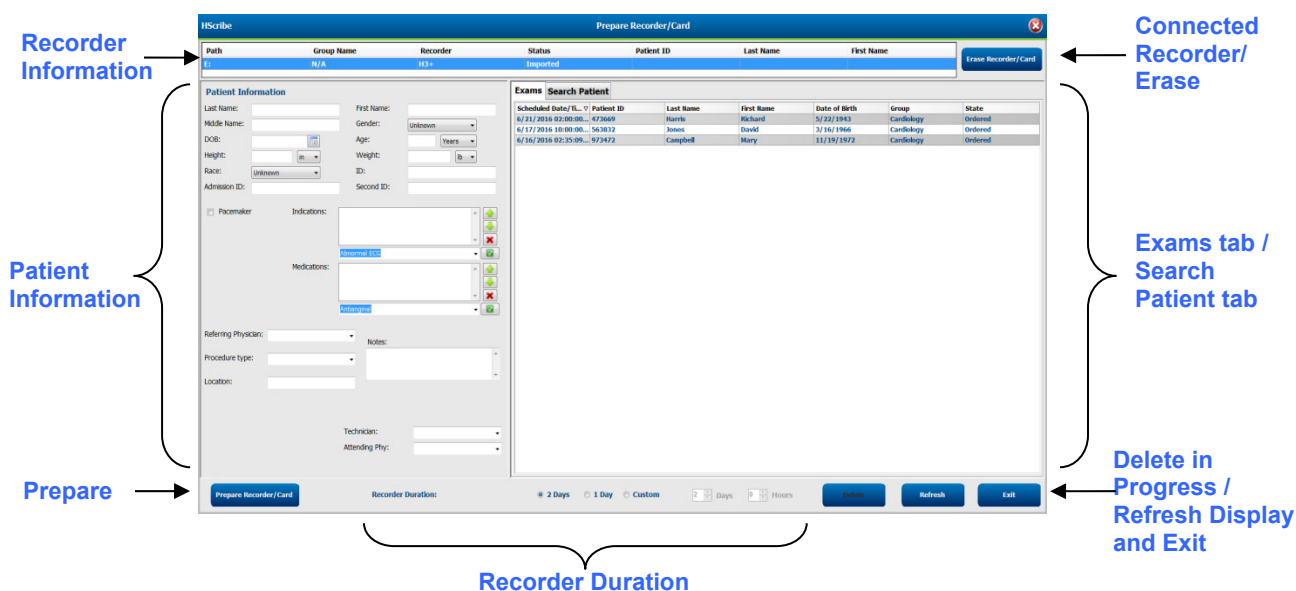 HScribe Prepare Recorder/Card
Recorder
Information
Connected
Recorder/
Erase
Path Group Name Recorder Status Patient ID Last Name First Name
E: N/A H3+ Imported
Erase Recorder/Card
Patient Information
Last Name: First Name:
Middle Name: Gender: Unknown
DOB: Age: Years
Height: in Weight: lb
Race: Unknown ID:
Admission ID: Second ID:
Pacemaker Indications:
Abnormal ECG
Medications:
Antianginal
Referring Physician:
Notes:
Procedure type:
Location:
Technician:
Attending Phy:
Exams Search Patient
Scheduled Date/Ti... Patient ID Last Name First Name Date of Birth Group State
6/21/2016 02:00:00... 473669 Harris Richard 5/22/1943 Cardiology Ordered
6/17/2016 10:00:00... 563832 Jones David 3/16/1966 Cardiology Ordered
6/16/2016 02:35:09... 973472 Campbell Mary 11/19/1972 Cardiology Ordered
Patient
Information
Exams tab /
Search
Patient tab
Prepare
Prepare Recorder/Card Recorder Duration: 2 Days 1 Day Custom 2 Days 0 Hours Delete Refresh Exit
Delete in
Progress /
Refresh Display
and Exit
Recorder Duration